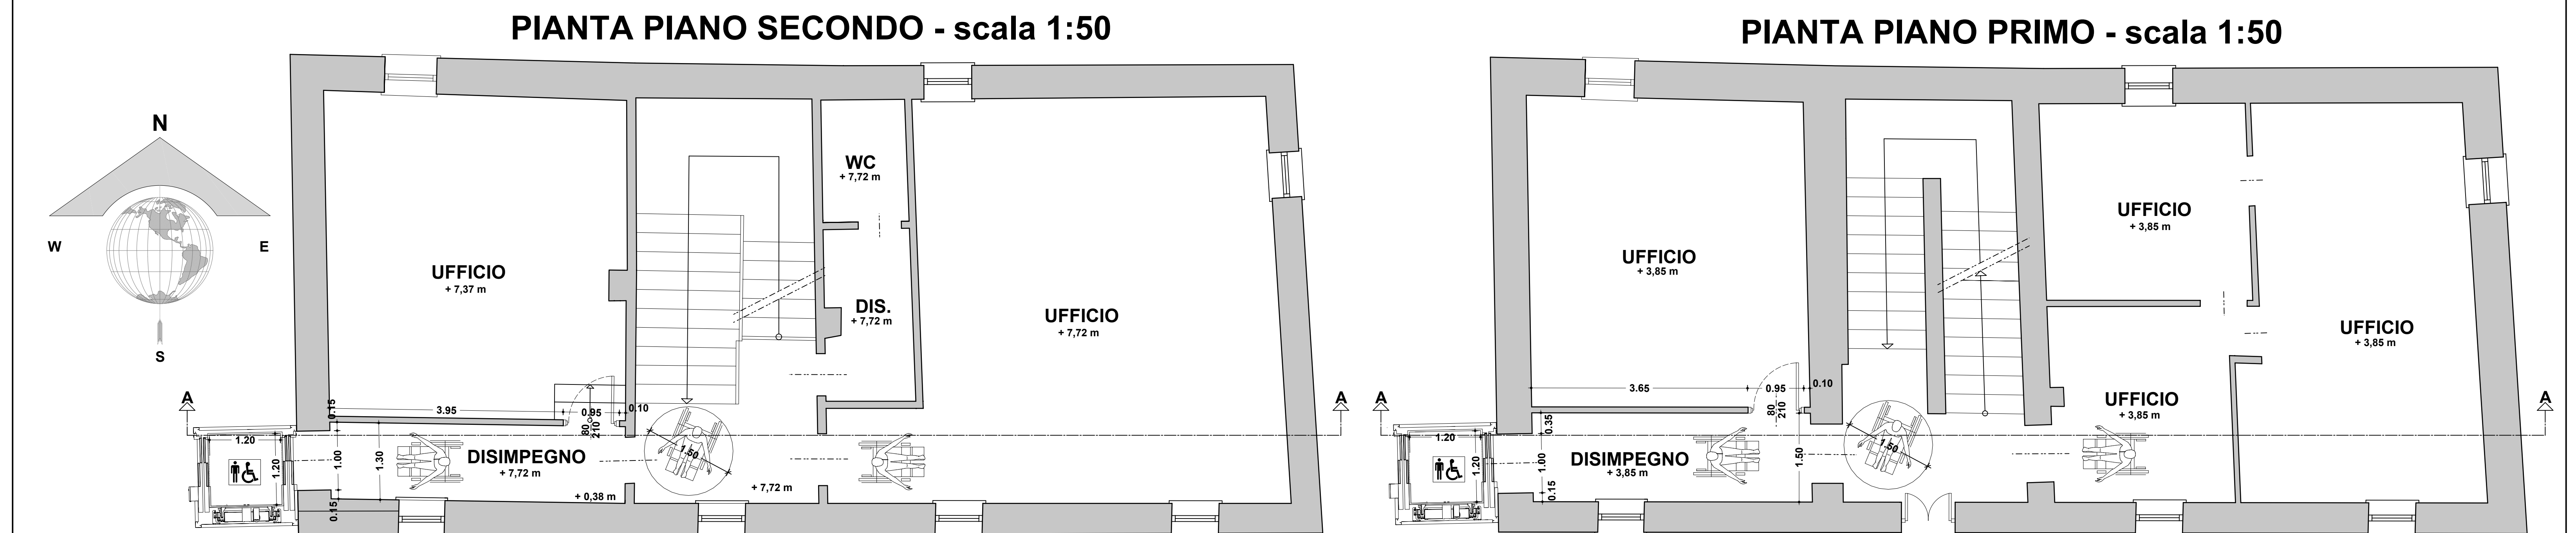 PIANTA PIANO SECONDO - scala 1:50
N
W
E
S
WC
+ 7,72 m
UFFICIO
+ 7,37 m
DIS.
+ 7,72 m
UFFICIO
+ 7,72 m
A
A
0.15
3.95
0.95
0.10
80
210
1.20
1.20
1.00
1.30
0.15
DISIMPEGNO
+ 7,72 m
+ 0,38 m
1.50
+ 7,72 m
PIANTA PIANO PRIMO - scala 1:50
UFFICIO
+ 3,85 m
UFFICIO
+ 3,85 m
UFFICIO
+ 3,85 m
UFFICIO
+ 3,85 m
A
A
3.65
0.95
0.10
80
210
0.35
1.20
1.20
1.00
0.15
DISIMPEGNO
+ 3,85 m
1.50
1.50